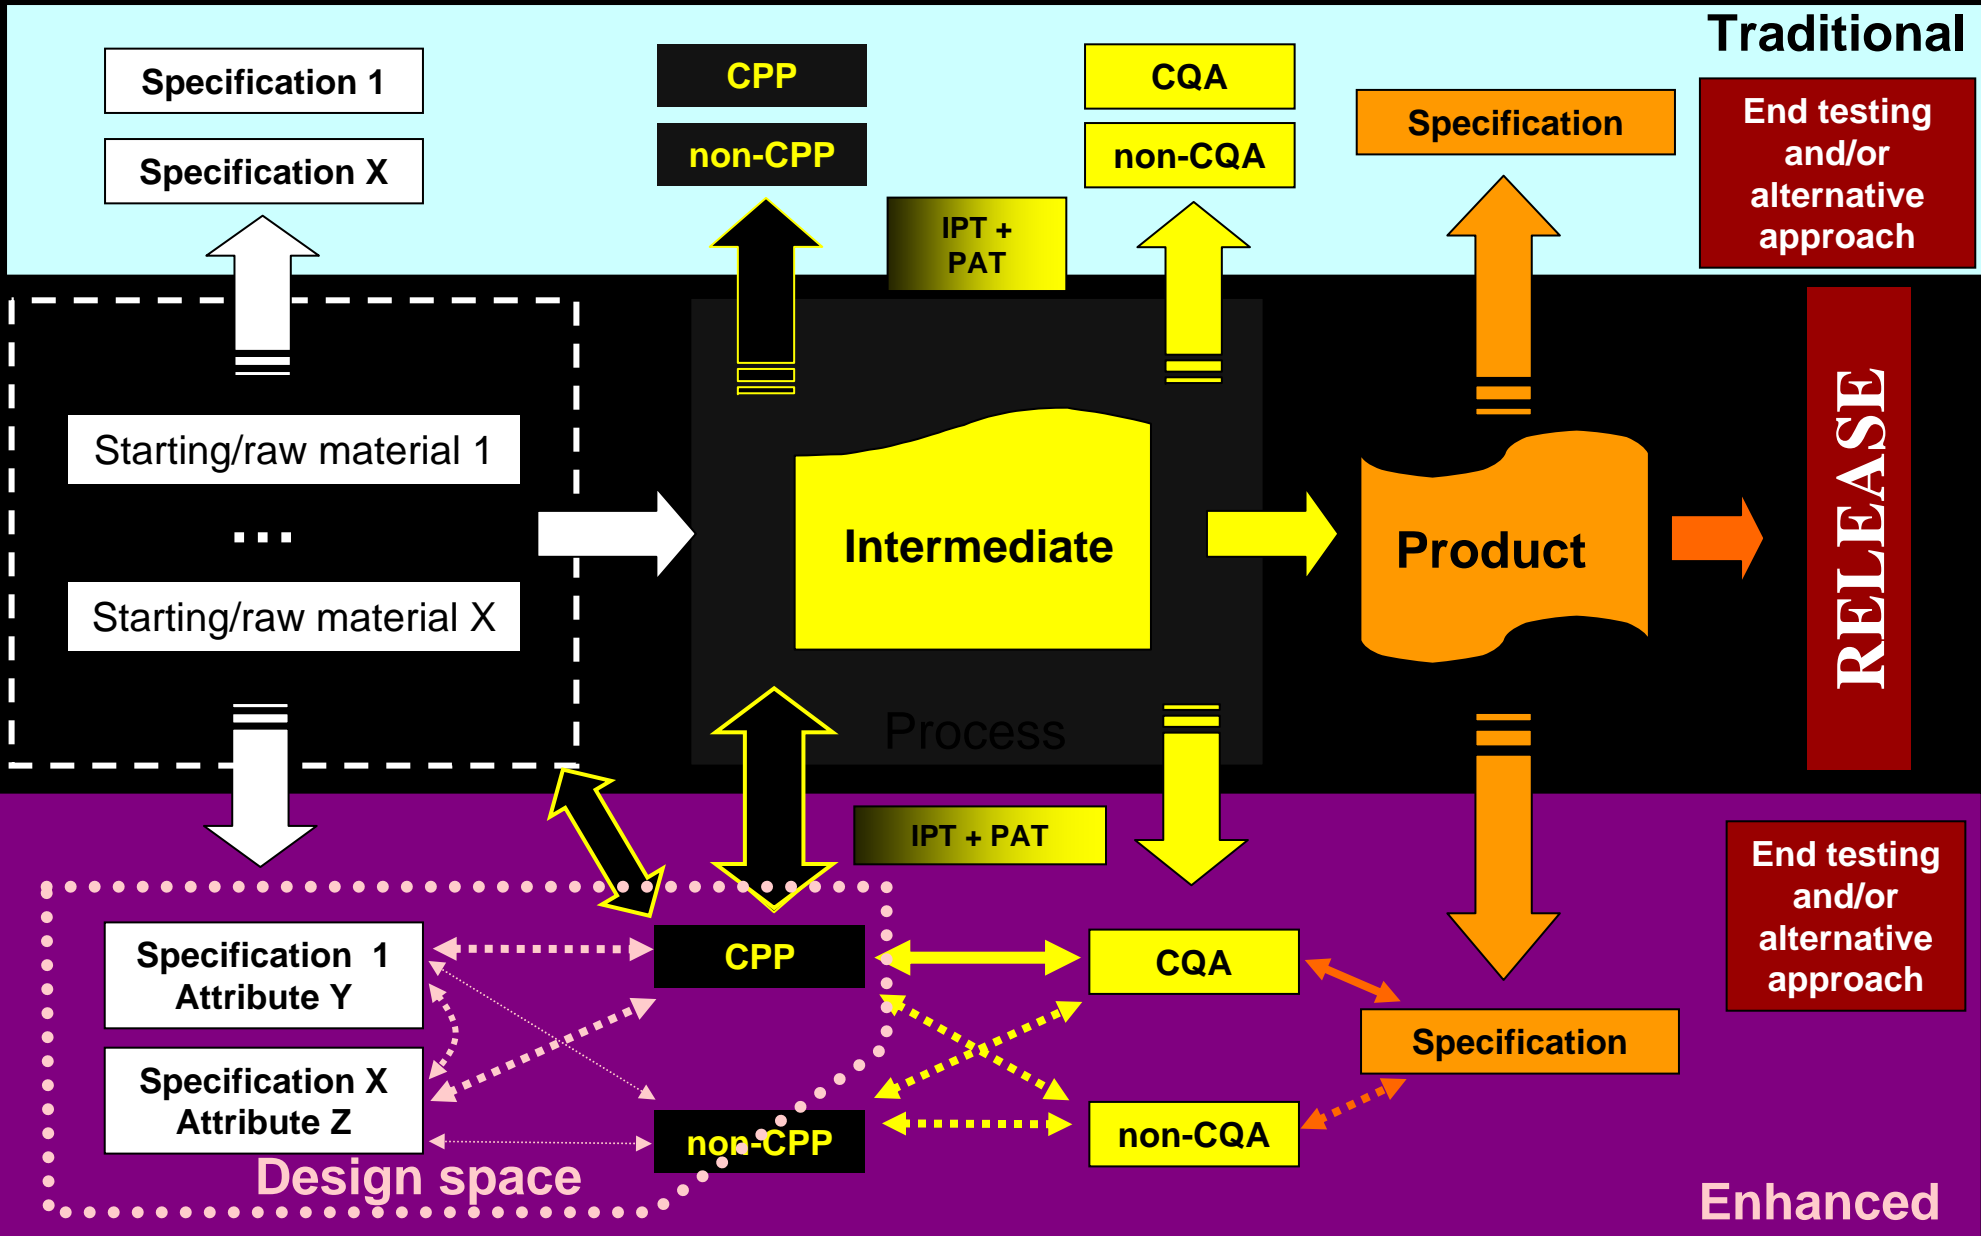 Traditional
Specification 1
Specification X
CPP
non-CPP
IPT +
PAT
CQA
non-CQA
Specification
End testing
and/or
alternative
approach
Starting/raw material 1
...
Starting/raw material X
Intermediate
Process
Product
RELEASE
IPT + PAT
End testing
and/or
alternative
approach
Specification 1
Attribute Y
Specification X
Attribute Z
CPP
non-CPP
CQA
non-CQA
Specification
Design space
Enhanced